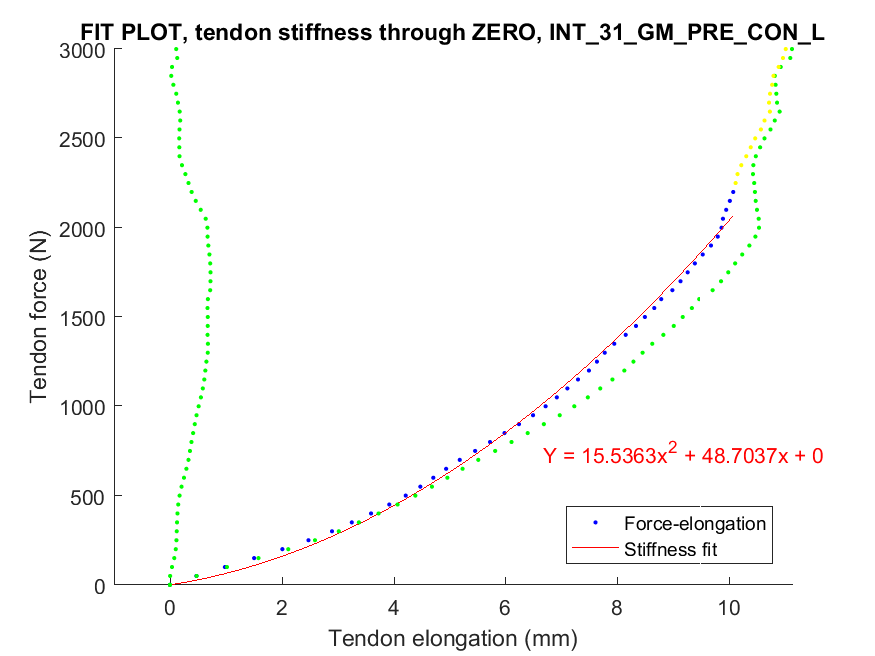 FIT PLOT, tendon stiffness through ZERO, INT_31_GM_PRE_CON_L
3000
2500
2000
1500
1000
500
0
Tendon force (N)
Y = 15.5363x² + 48.7037x + 0
Force-elongation
Stiffness fit
0 2 4 6 8 10
Tendon elongation (mm)